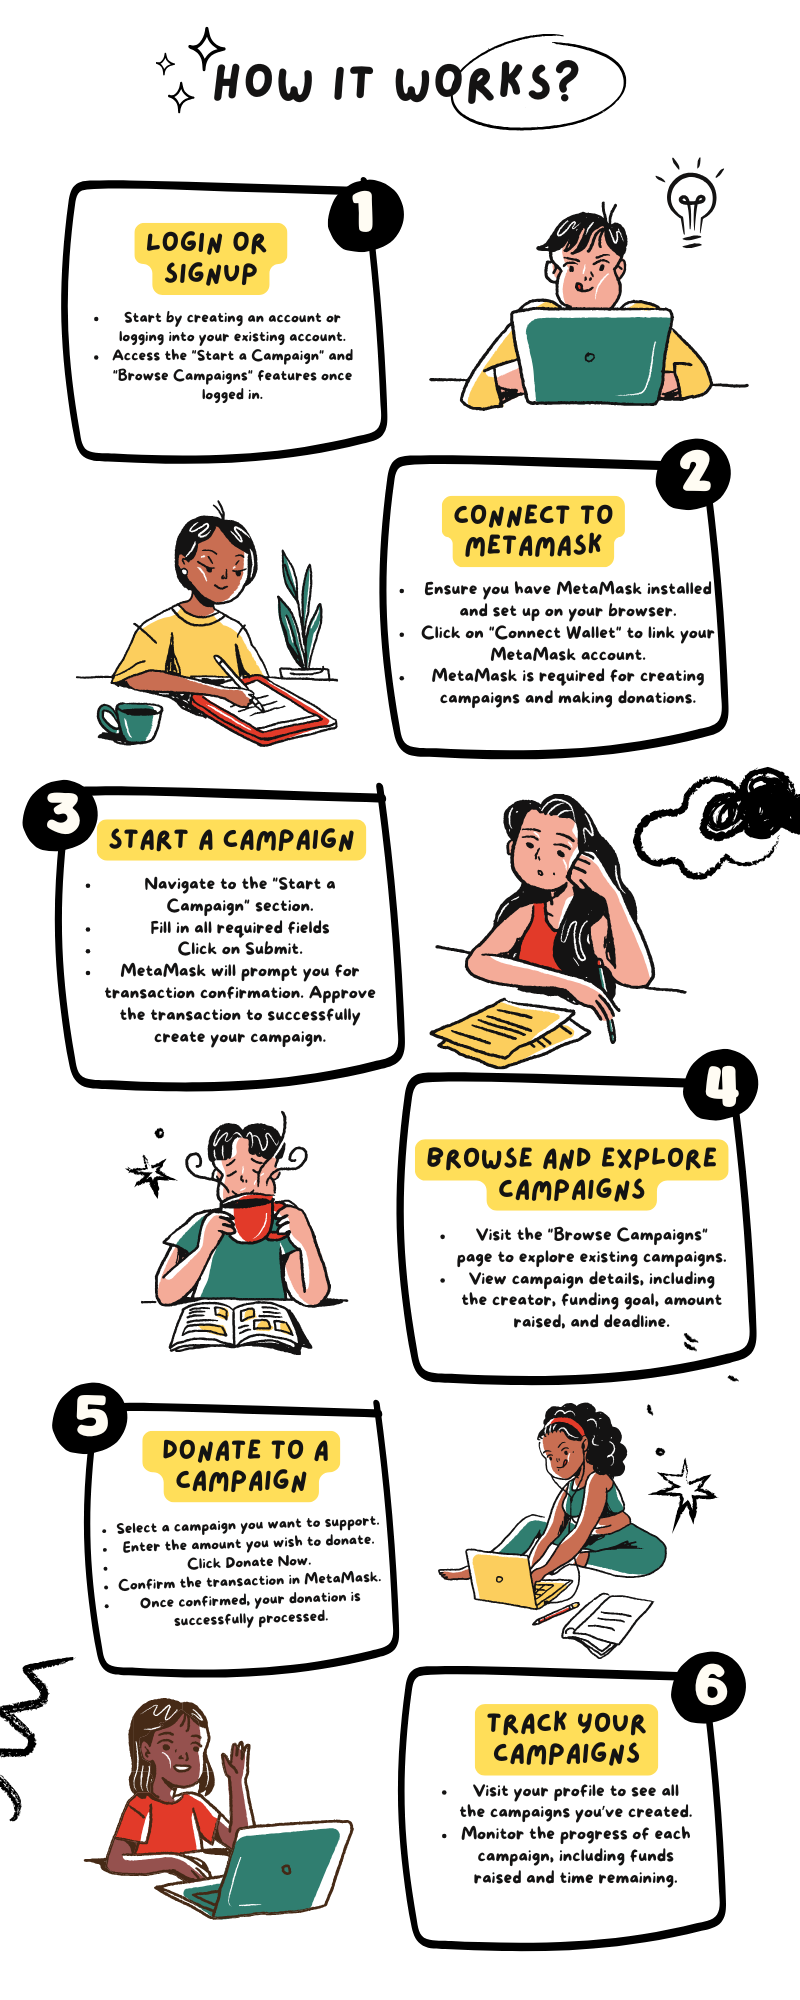 HOW IT WORKS?
1
LOGIN OR
SIGNUP
• Start by creating an account or
logging into your existing account.
• Access the "Start a Campaign" and
"Browse Campaigns" features once
logged in.
2
CONNECT TO
METAMASK
• Ensure you have MetaMask installed
and set up on your browser.
• Click on "Connect Wallet" to link your
MetaMask account.
• MetaMask is required for creating
campaigns and making donations.
3
START A CAMPAIGN
• Navigate to the "Start a
Campaign" section.
• Fill in all required fields
• Click on Submit.
• MetaMask will prompt you for
transaction confirmation. Approve
the transaction to successfully
create your campaign.
4
BROWSE AND EXPLORE
CAMPAIGNS
• Visit the "Browse Campaigns"
page to explore existing campaigns.
• View campaign details, including
the creator, funding goal, amount
raised, and deadline.
5
DONATE TO A
CAMPAIGN
• Select a campaign you want to support.
• Enter the amount you wish to donate.
• Click Donate Now.
• Confirm the transaction in MetaMask.
• Once confirmed, your donation is
successfully processed.
6
TRACK YOUR
CAMPAIGNS
• Visit your profile to see all
the campaigns you've created.
• Monitor the progress of each
campaign, including funds
raised and time remaining.